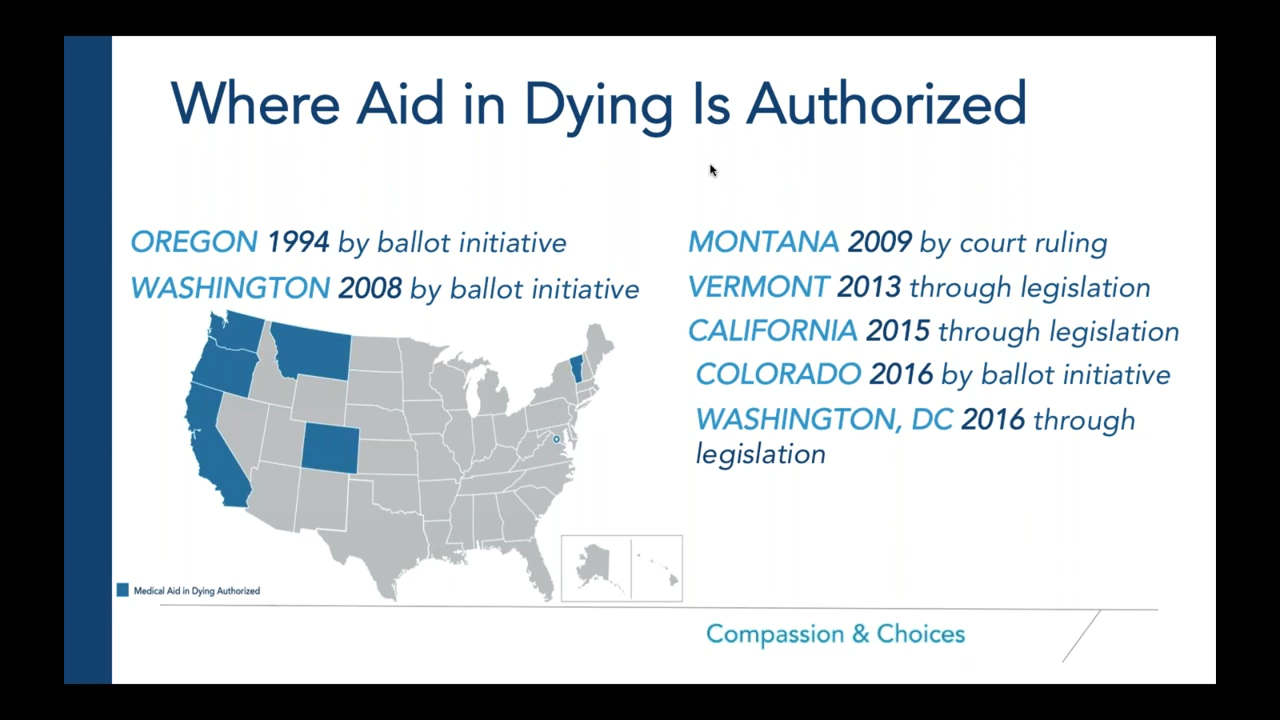 Where Aid in Dying Is Authorized
OREGON 1994 by ballot initiative
WASHINGTON 2008 by ballot initiative
MONTANA 2009 by court ruling
VERMONT 2013 through legislation
CALIFORNIA 2015 through legislation
COLORADO 2016 by ballot initiative
WASHINGTON, DC 2016 through
legislation
Medical Aid in Dying Authorized
Compassion & Choices